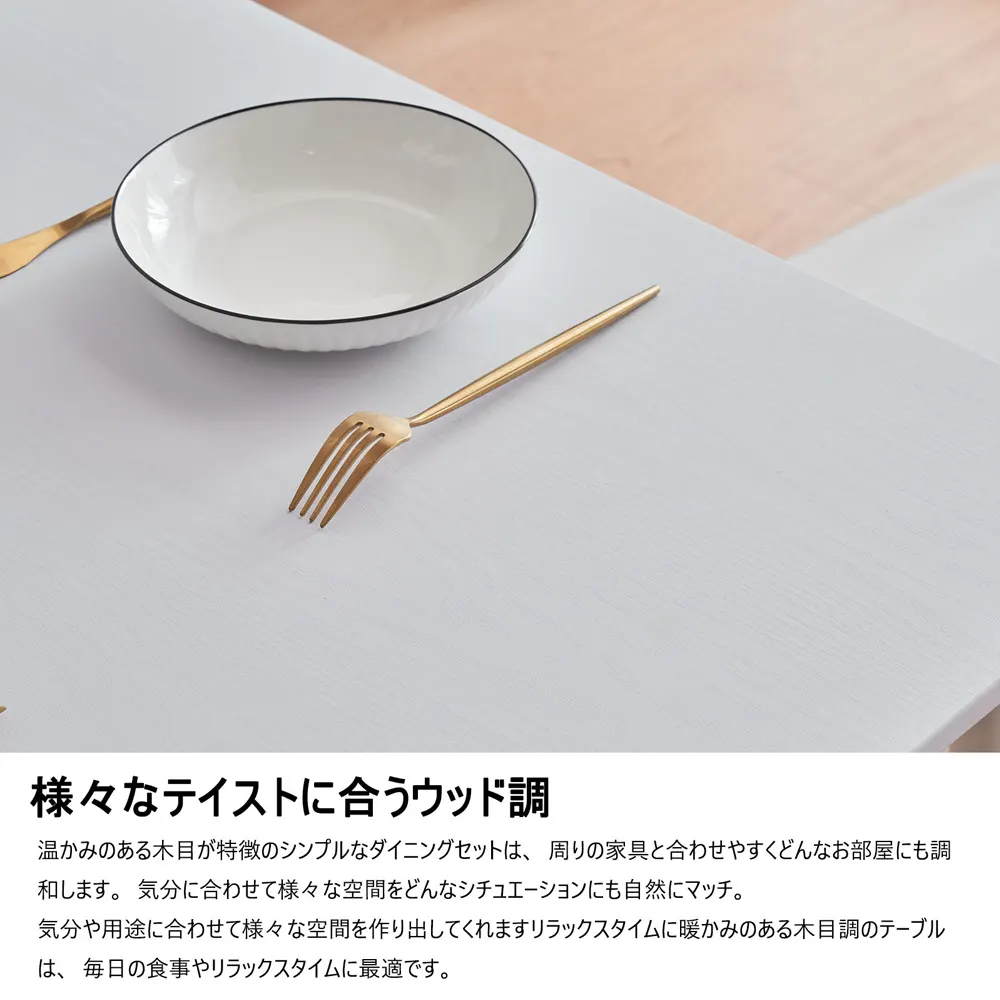 様々なテイストに合うウッド調
温かみのある木目が特徴のシンプルなダイニングセットは、 周りの家具と合わせやすくどんなお部屋にも調
和します。 気分に合わせて様々な空間をどんなシチュエーションにも自然にマッチ。
気分や用途に合わせて様々な空間を作り出してくれますリラックスタイムに暖かみのある木目調のテーブル
は、 毎日の食事やリラックスタイムに最適です。